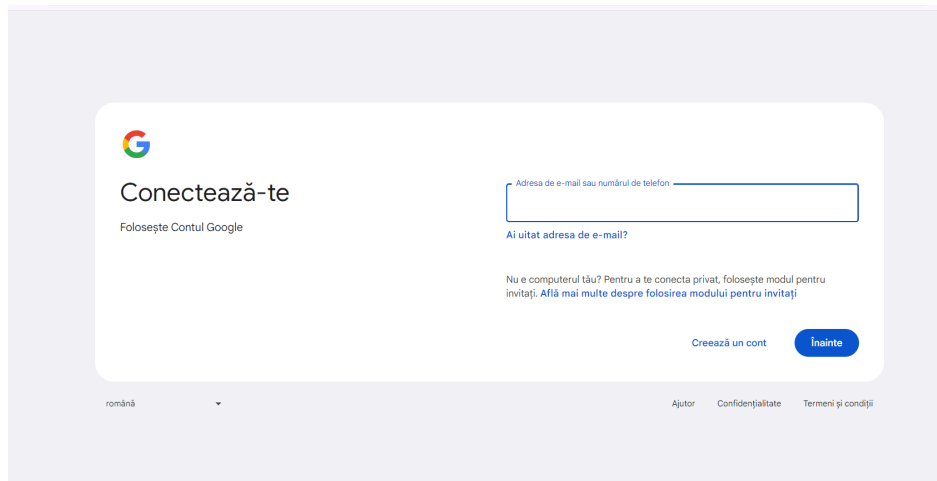 Conectează-te
Folosește Contul Google
Adresa de e-mail sau numărul de telefon
Ai uitat adresa de e-mail?
Nu e computerul tău? Pentru a te conecta privat, folosește modul pentru
invitați. Află mai multe despre folosirea modului pentru invitați
Creează un cont
Înainte
română
Ajutor
Confidențialitate
Termeni și condiții